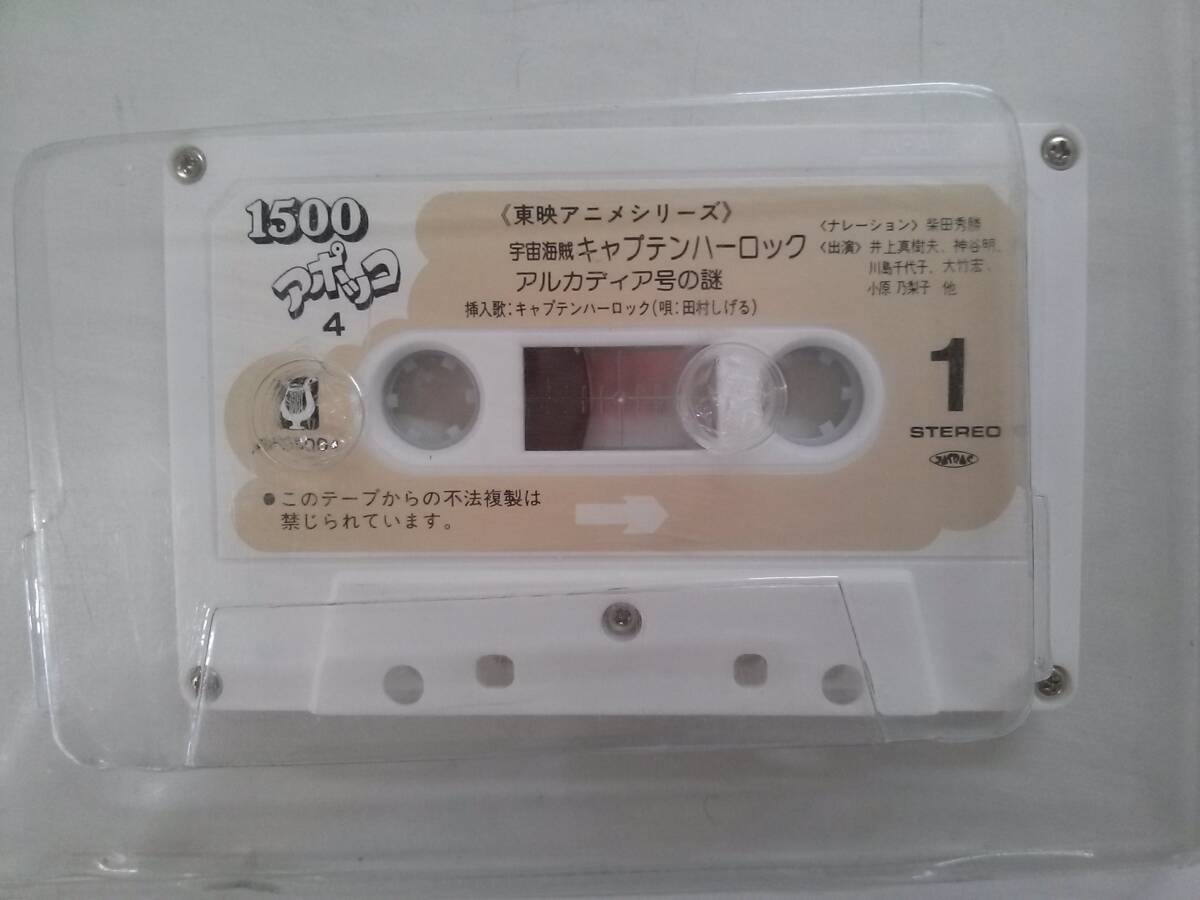 1500
アポッコ
4
《東映アニメシリーズ》
宇宙海賊キャプテンハーロック
アルカディア号の謎
挿入歌：キャプテンハーロック(唄：田村しげる)
〈ナレーション〉柴田秀勝
〈出演〉井上真樹夫、神谷明、
川島千代子、大竹宏、
小原 乃梨子 他
1
STEREO
JASRAC
●このテープからの不法複製は
禁じられています。